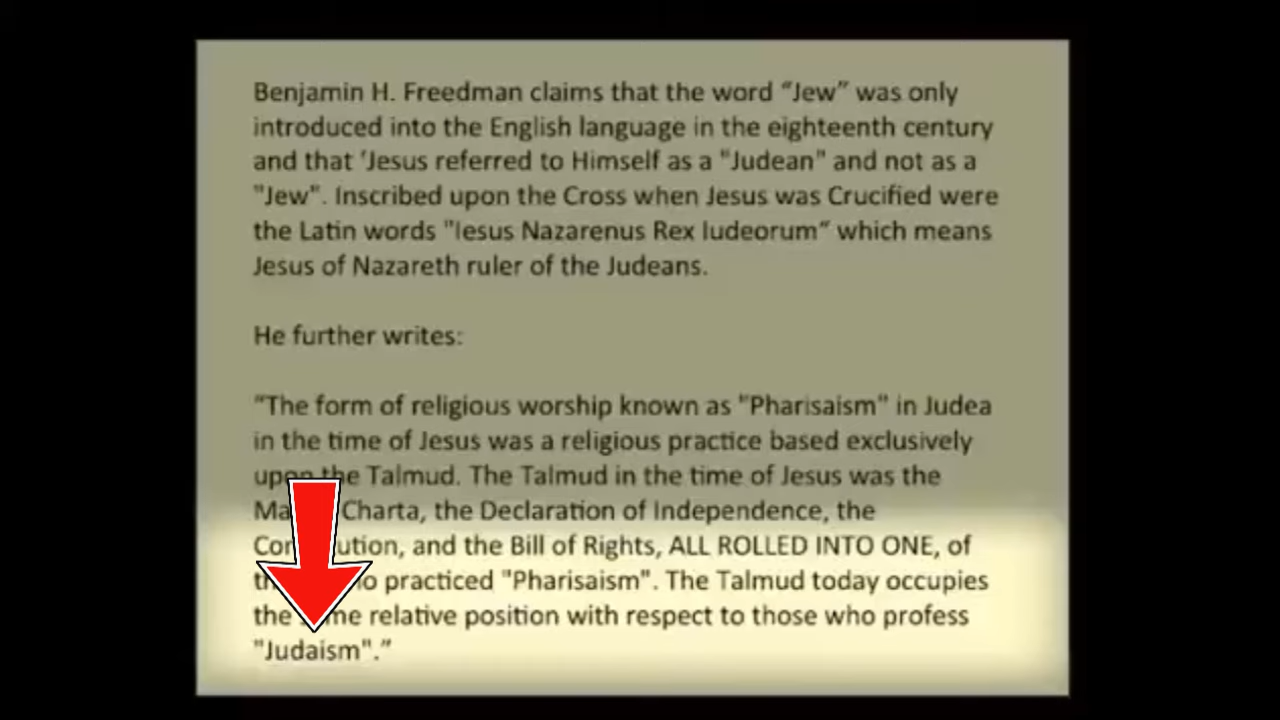 Benjamin H. Freedman claims that the word “Jew” was only
introduced into the English language in the eighteenth century
and that ‘Jesus referred to Himself as a "Judean" and not as a
"Jew". Inscribed upon the Cross when Jesus was Crucified were
the Latin words "Iesus Nazarenus Rex Iudeorum” which means
Jesus of Nazareth ruler of the Judeans.
He further writes:
“The form of religious worship known as "Pharisaism" in Judea
in the time of Jesus was a religious practice based exclusively
upon the Talmud. The Talmud in the time of Jesus was the
Charta, the Declaration of Independence, the
and the Bill of Rights, ALL ROLLED INTO ONE, of
practiced "Pharisaism". The Talmud today occupies
the relative position with respect to those who profess
"Judaism".”